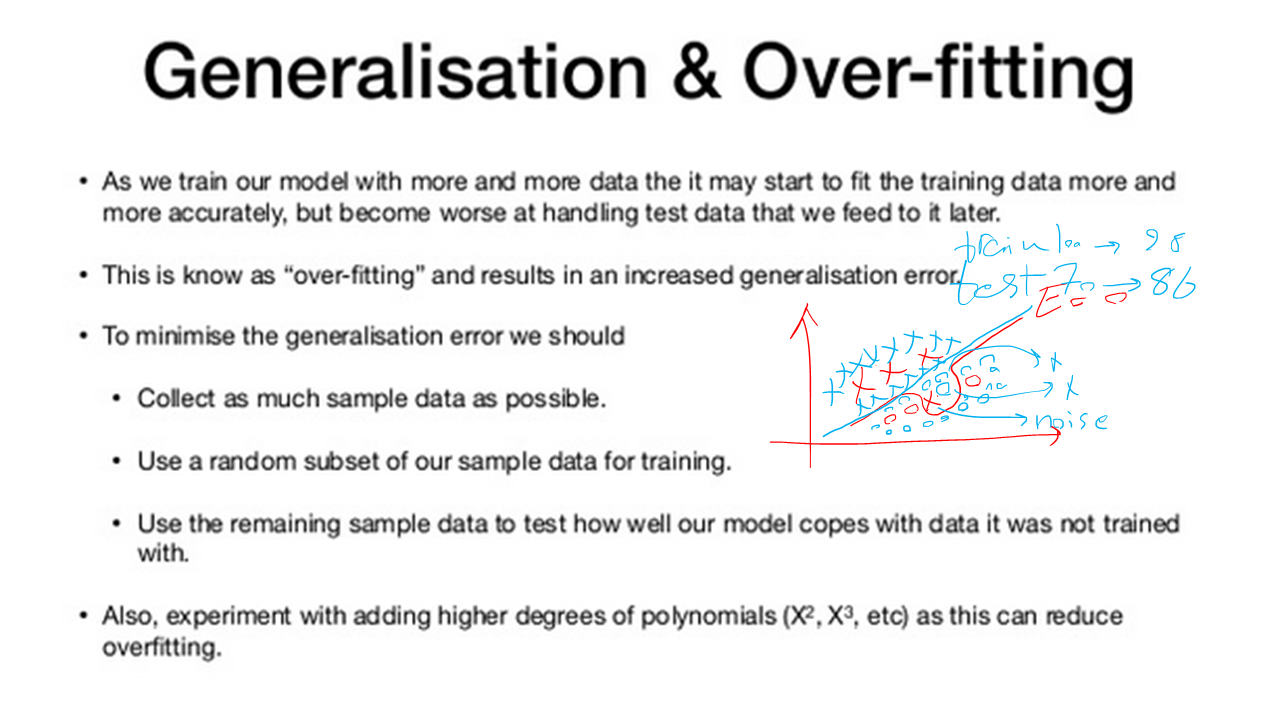 Generalisation & Over-fitting
• As we train our model with more and more data the it may start to fit the training data more and
more accurately, but become worse at handling test data that we feed to it later.
train 100 → 98
• This is know as “over-fitting” and results in an increased generalisation error.
test 70 → 86
• To minimise the generalisation error we should
• Collect as much sample data as possible.
noise
• Use a random subset of our sample data for training.
• Use the remaining sample data to test how well our model copes with data it was not trained
with.
• Also, experiment with adding higher degrees of polynomials (X², X³, etc) as this can reduce
overfitting.